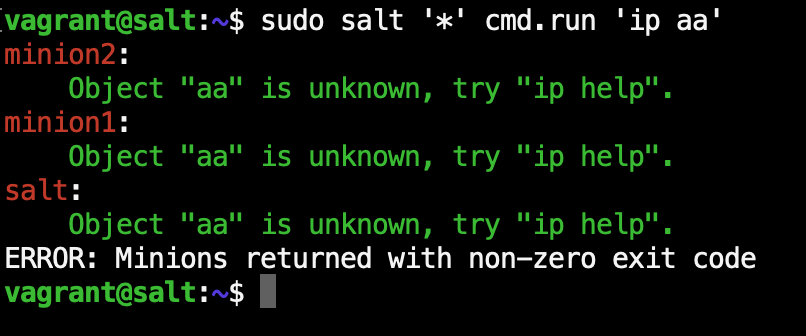 vagrant@salt:~$ sudo salt '*' cmd.run 'ip aa'
minion2:
    Object "aa" is unknown, try "ip help".
minion1:
    Object "aa" is unknown, try "ip help".
salt:
    Object "aa" is unknown, try "ip help".
ERROR: Minions returned with non-zero exit code
vagrant@salt:~$